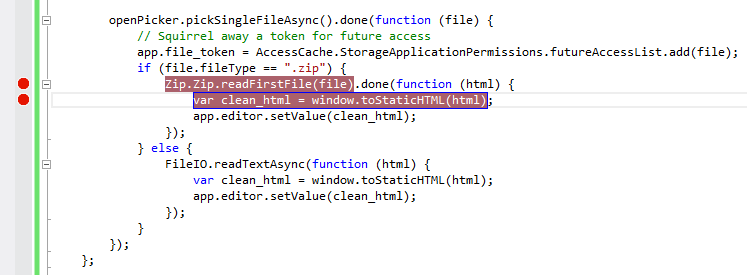 openPicker.pickSingleFileAsync().done(function (file) {
// Squirrel away a token for future access
app.file_token = AccessCache.StorageApplicationPermissions.futureAccessList.add(file);
if (file.fileType == ".zip") {
Zip.Zip.readFirstFile(file).done(function (html) {
var clean_html = window.toStaticHTML(html);
app.editor.setValue(clean_html);
});
} else {
FileIO.readTextAsync(function (html) {
var clean_html = window.toStaticHTML(html);
app.editor.setValue(clean_html);
});
}
});
};